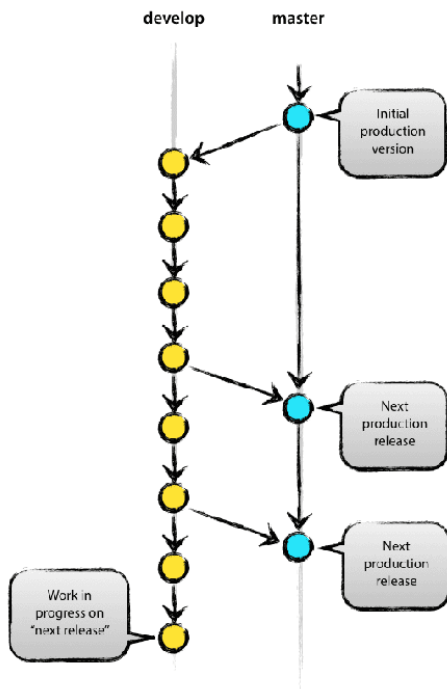 develop
master
Initial
production
version
Next
production
release
Next
production
release
Work in
progress on
"next release"